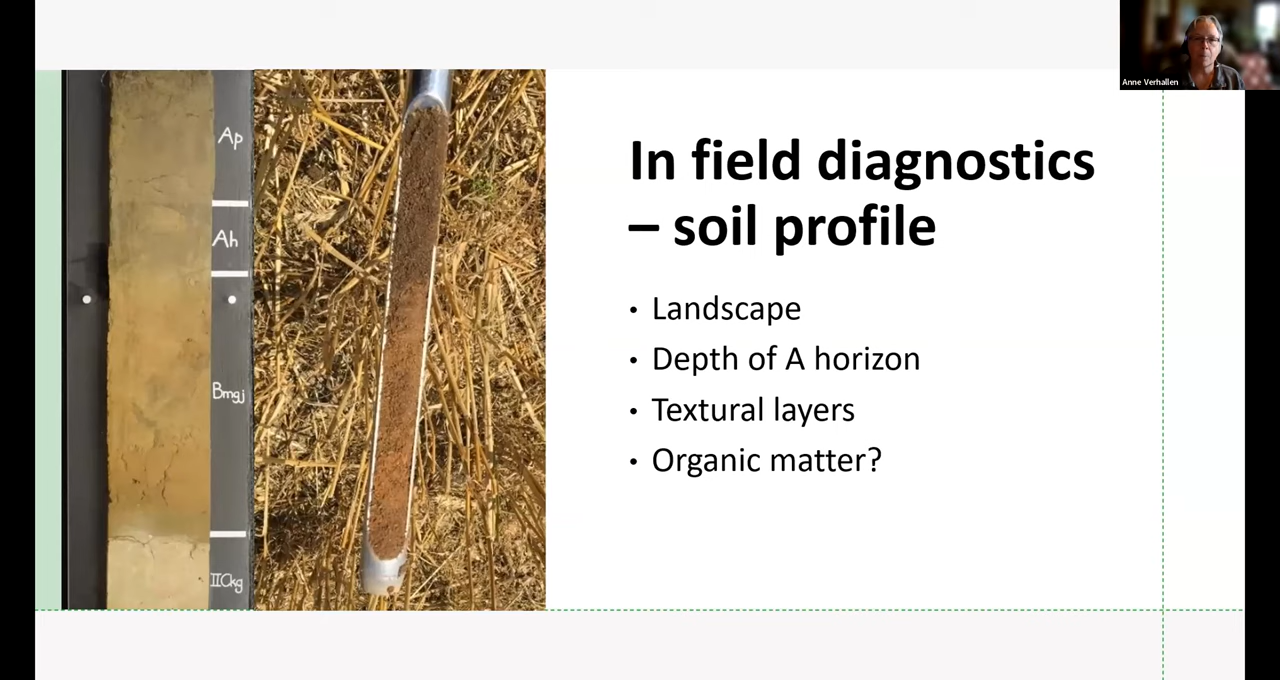 Anne Verhallen
Ap
Ah
Bmgj
IICkg
In field diagnostics
– soil profile
• Landscape
• Depth of A horizon
• Textural layers
• Organic matter?